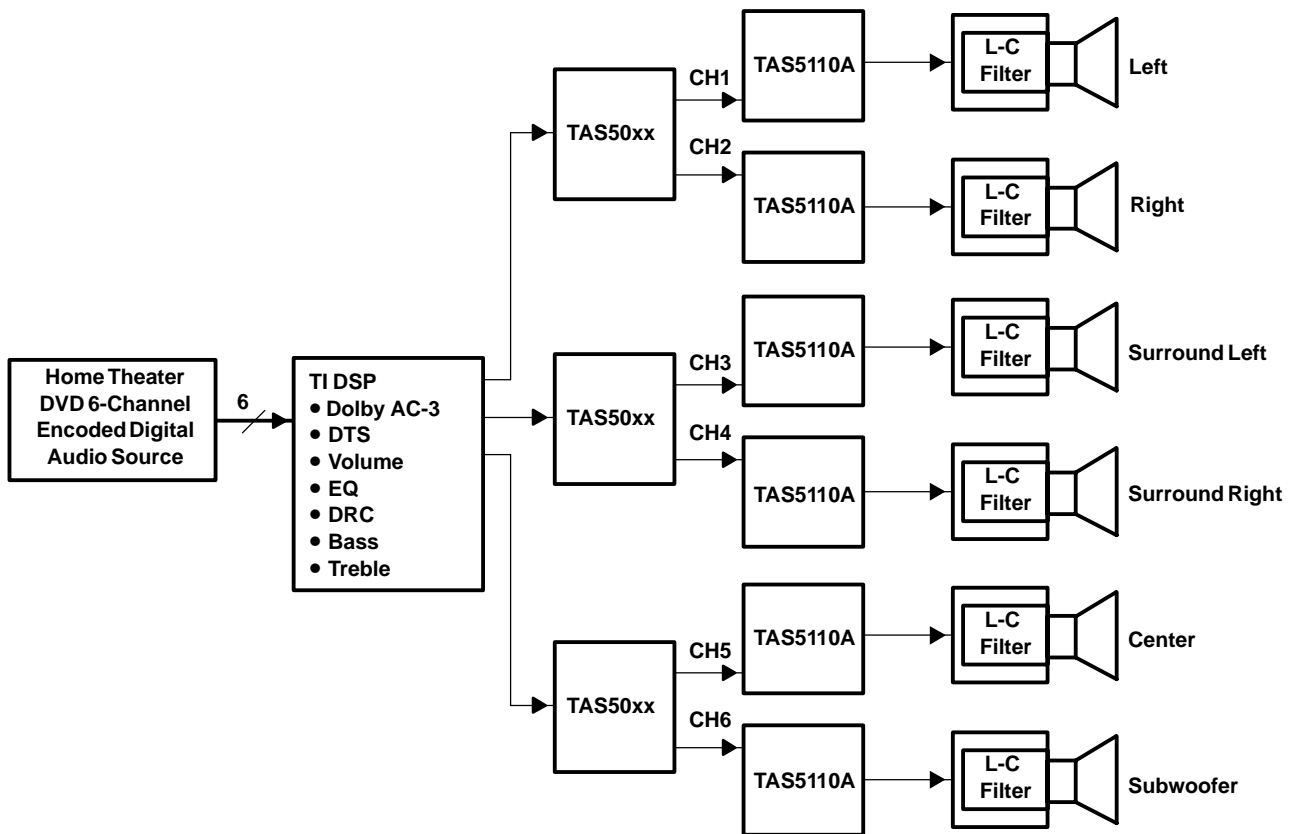 Home Theater
DVD 6-Channel
Encoded Digital
Audio Source
6
TI DSP
• Dolby AC-3
• DTS
• Volume
• EQ
• DRC
• Bass
• Treble
TAS50xx
CH1
TAS5110A
L-C
Filter
Left
CH2
TAS5110A
L-C
Filter
Right
TAS50xx
CH3
TAS5110A
L-C
Filter
Surround Left
CH4
TAS5110A
L-C
Filter
Surround Right
TAS50xx
CH5
TAS5110A
L-C
Filter
Center
CH6
TAS5110A
L-C
Filter
Subwoofer